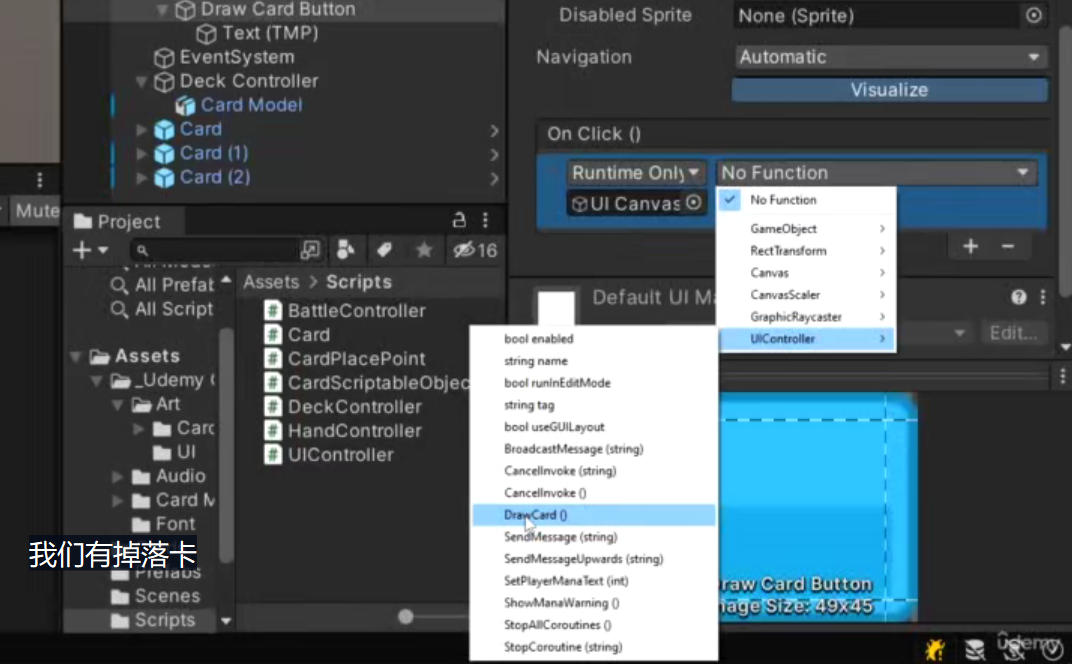 Draw Card Button
Text (TMP)
EventSystem
Deck Controller
Card Model
Card
Card (1)
Card (2)
Mute
Project
16
All Prefab
All Script
Assets
_Udemy
Art
Card
UI
Audio
Card M
Font
Prefabs
Scenes
Scripts
Assets > Scripts
BattleController
Card
CardPlacePoint
CardScriptableObjec
DeckController
HandController
UIController
Disabled Sprite
None (Sprite)
Navigation
Automatic
Visualize
On Click ()
Runtime Only
No Function
UI Canvas
No Function
GameObject
RectTransform
Canvas
CanvasScaler
GraphicRaycaster
UIController
Default UI Ma
Edit...
bool enabled
string name
bool runInEditMode
string tag
bool useGUILayout
BroadcastMessage (string)
CancelInvoke (string)
CancelInvoke ()
DrawCard ()
SendMessage (string)
SendMessageUpwards (string)
SetPlayerManaText (int)
ShowManaWarning ()
StopAllCoroutines ()
StopCoroutine (string)
Draw Card Button
mage Size: 49x45
我们有掉落卡
ûdemy